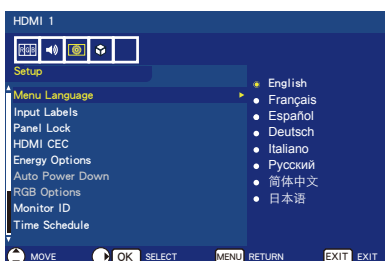 HDMI 1
RGB
Setup
Menu Language
Input Labels
Panel Lock
HDMI CEC
Energy Options
Auto Power Down
RGB Options
Monitor ID
Time Schedule
English
Français
Español
Deutsch
Italiano
Русский
简体中文
日本语
MOVE OK SELECT MENU RETURN EXIT EXIT